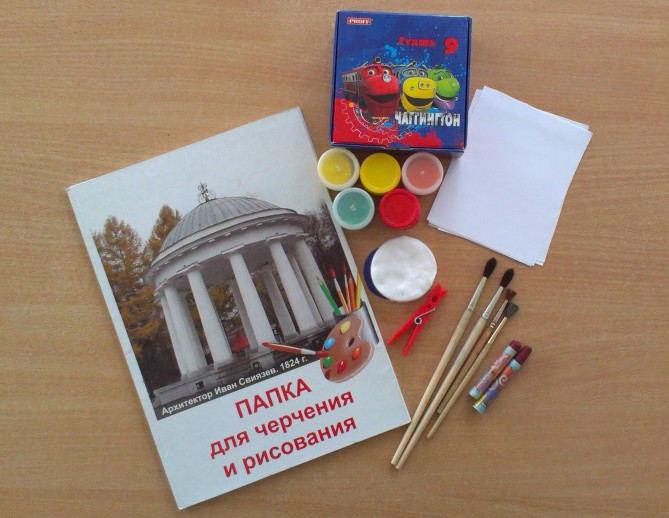 PROFF
Гуашь 9
ЧАГГИНГТОН
Архитектор Иван Свиязев. 1824 г.
ПАПКА
для черчения
и рисования